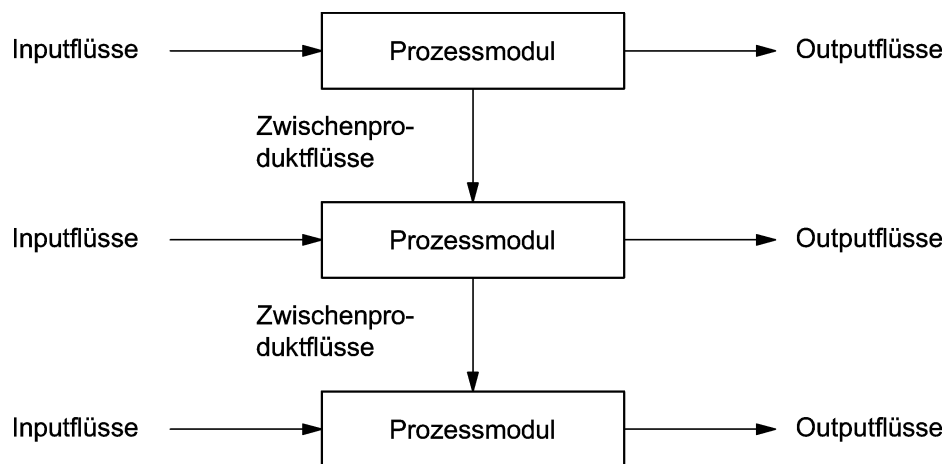 Inputflüsse
Prozessmodul
Outputflüsse
Zwischenpro-
duktflüsse
Inputflüsse
Prozessmodul
Outputflüsse
Zwischenpro-
duktflüsse
Inputflüsse
Prozessmodul
Outputflüsse